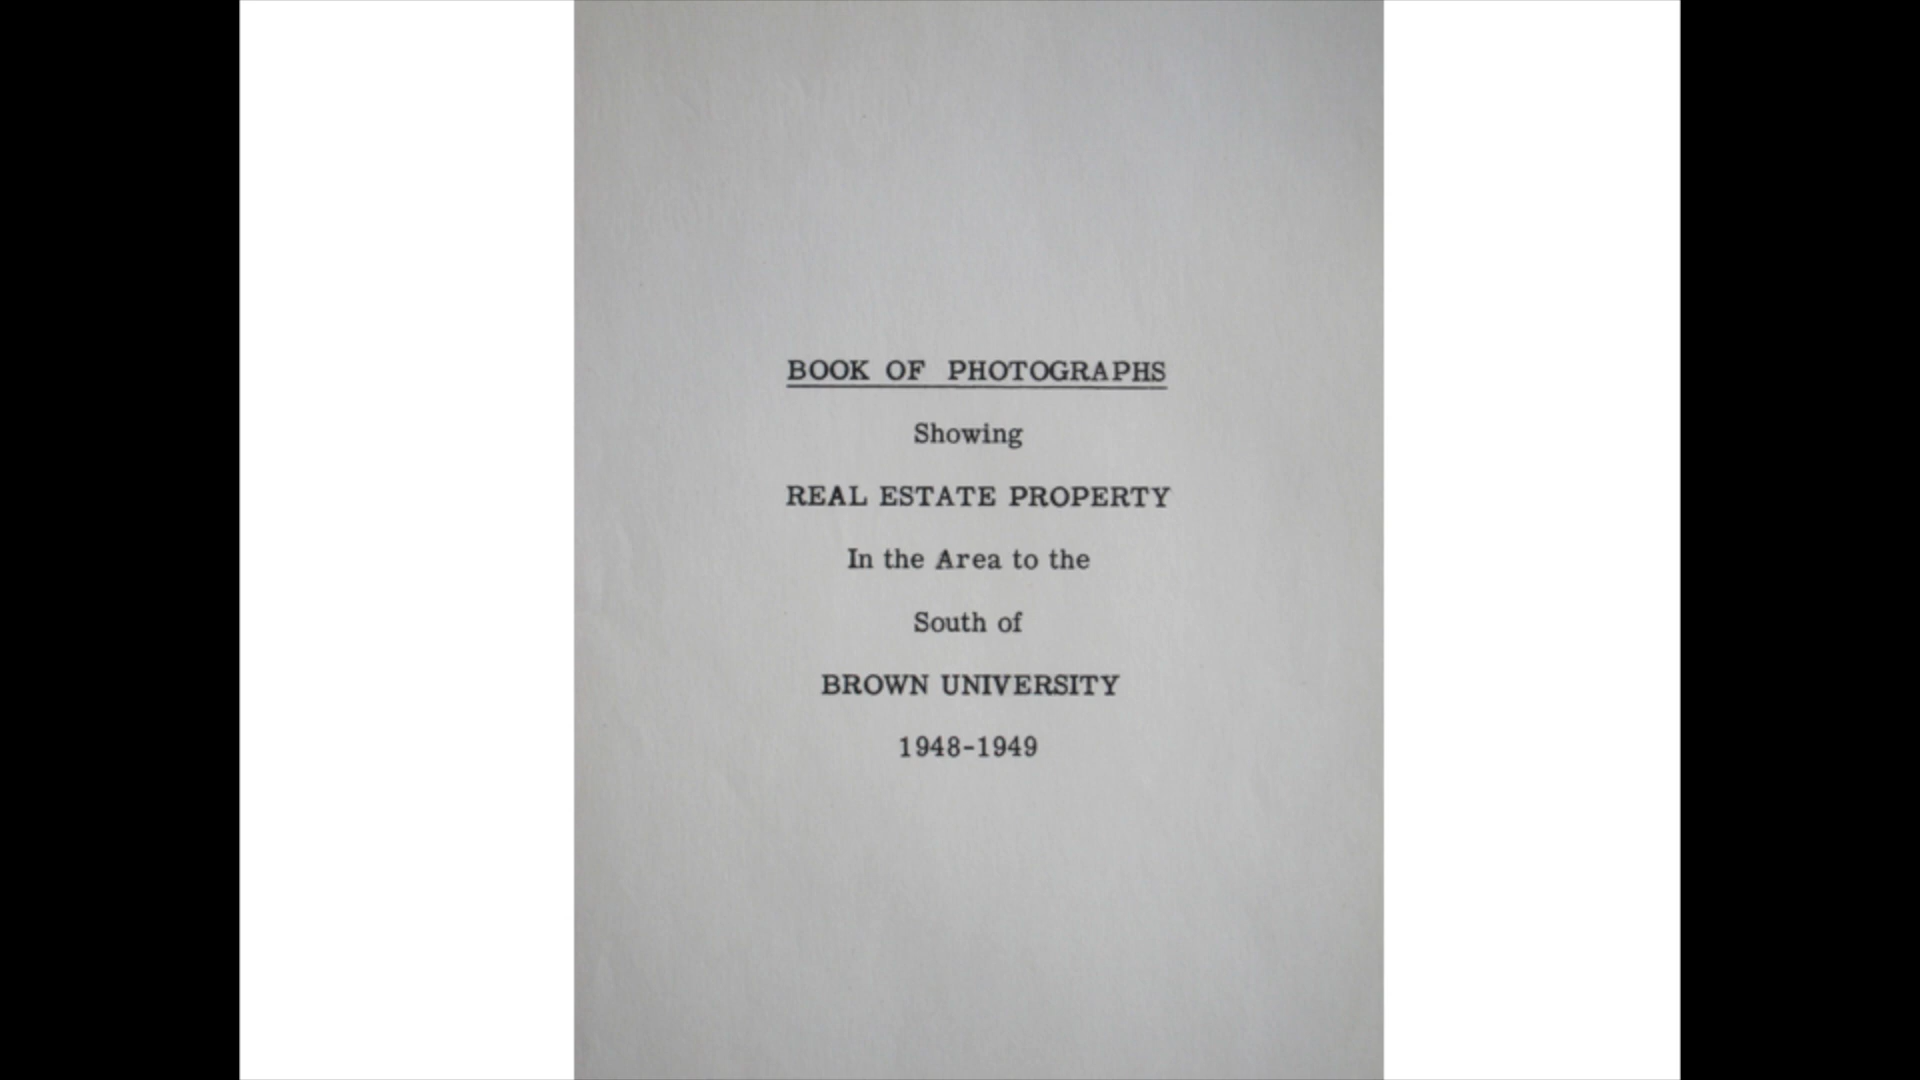 BOOK OF PHOTOGRAPHS
Showing
REAL ESTATE PROPERTY
In the Area to the
South of
BROWN UNIVERSITY
1948-1949